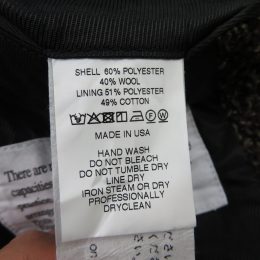 SHELL 60% POLYESTER
40% WOOL
LINING 51% POLYESTER
49% COTTON
MADE IN USA
HAND WASH
DO NOT BLEACH
DO NOT TUMBLE DRY
LINE DRY
IRON STEAM OR DRY
PROFESSIONALLY
DRYCLEAN
There are
capacities